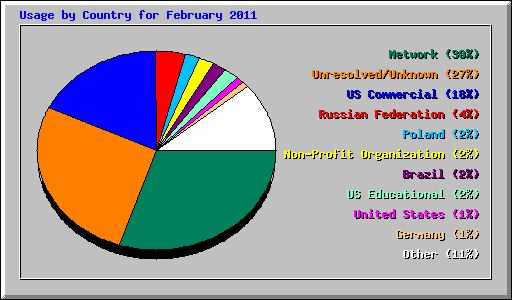 Usage by Country for February 2011
Network (30%)
Unresolved/Unknown (27%)
US Commercial (18%)
Russian Federation (4%)
Poland (2%)
Non-Profit Organization (2%)
Brazil (2%)
US Educational (2%)
United States (1%)
Germany (1%)
Other (11%)